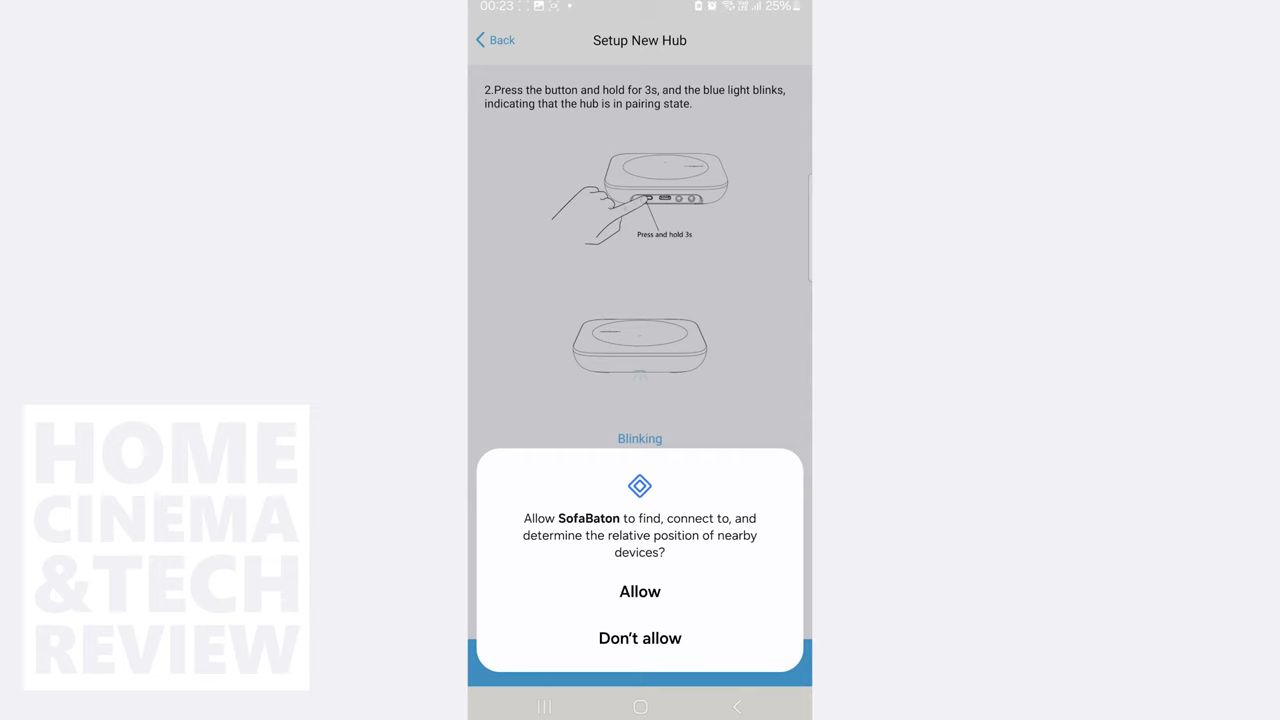 00:23
25%
Back
Setup New Hub
2.Press the button and hold for 3s, and the blue light blinks,
indicating that the hub is in pairing state.
Press and hold 3s
Blinking
Allow SofaBaton to find, connect to, and
determine the relative position of nearby
devices?
Allow
Don't allow
HOME
CINEMA
&TECH
REVIEW